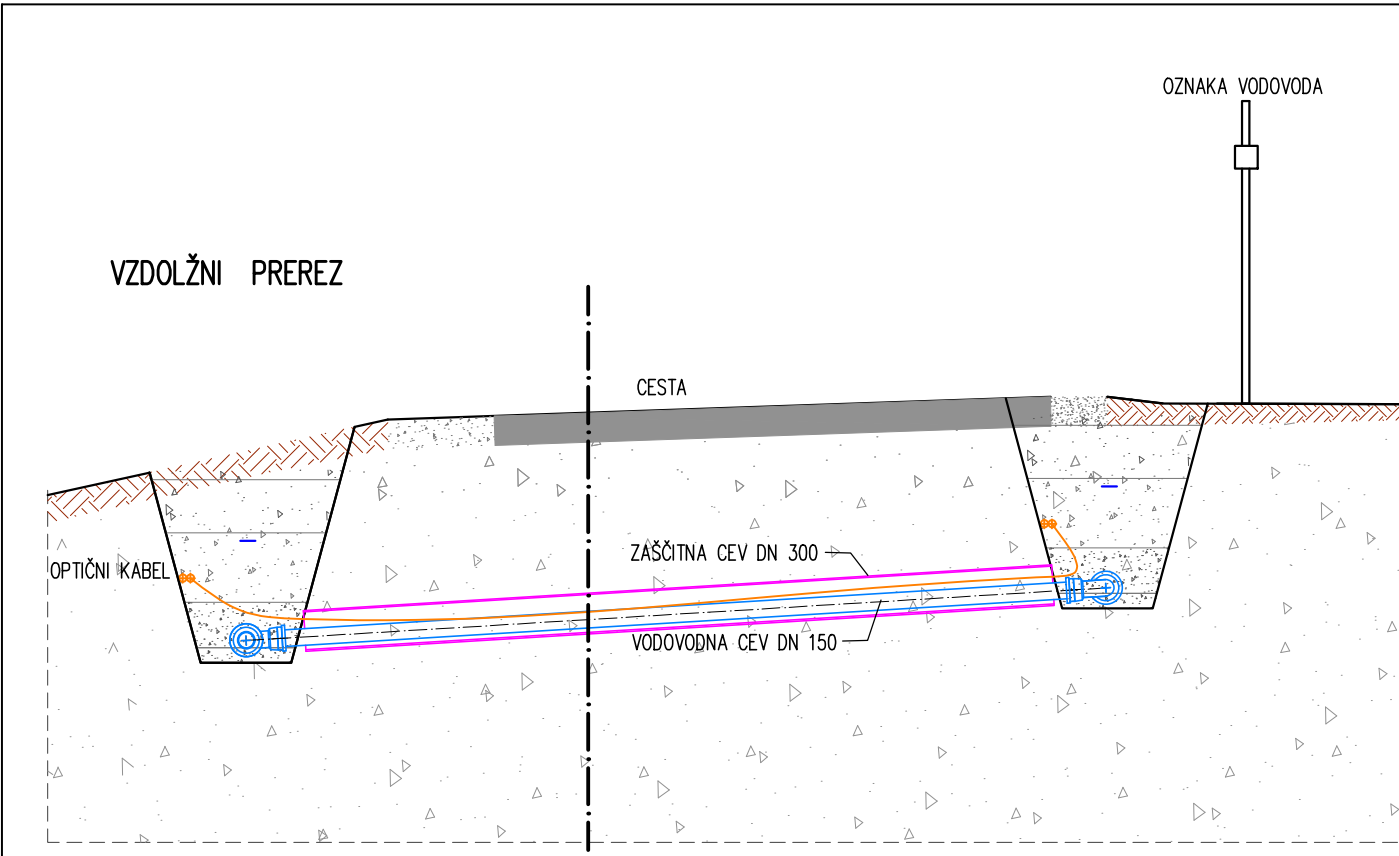 OZNAKA VODOVODA
VZDOLŽNI PREREZ
CESTA
ZAŠČITNA CEV DN 300
OPTIČNI KABEL
VODOVODNA CEV DN 150